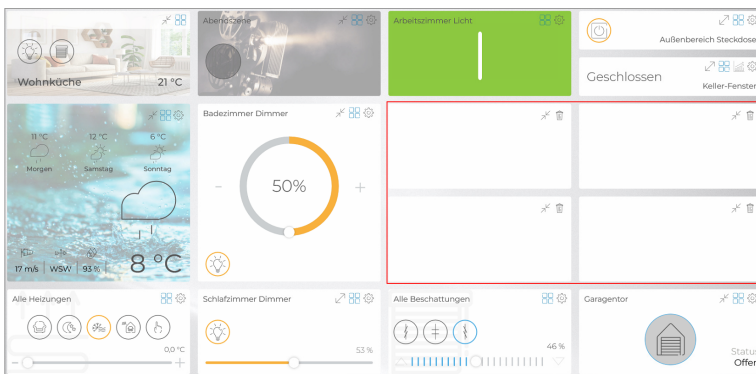 Wohnküche
21 °C
Abendszene
Arbeitszimmer Licht
Außenbereich Steckdose
Geschlossen
Keller-Fenster
11 °C 12 °C 6 °C
Morgen Samstag Sonntag
17 m/s WSW 93 %
8 °C
Badezimmer Dimmer
50%
Alle Heizungen
0,0 °C
Schlafzimmer Dimmer
53 %
Alle Beschattungen
46 %
Garagentor
Status